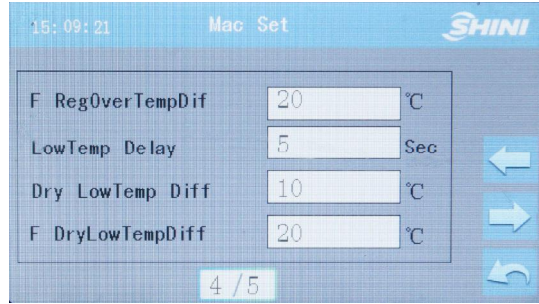 15:09:21 Mac Set SHINI
F RegOverTempDif 20 ℃
LowTemp Delay 5 Sec
Dry LowTemp Diff 10 ℃
F DryLowTempDiff 20 ℃
4/5